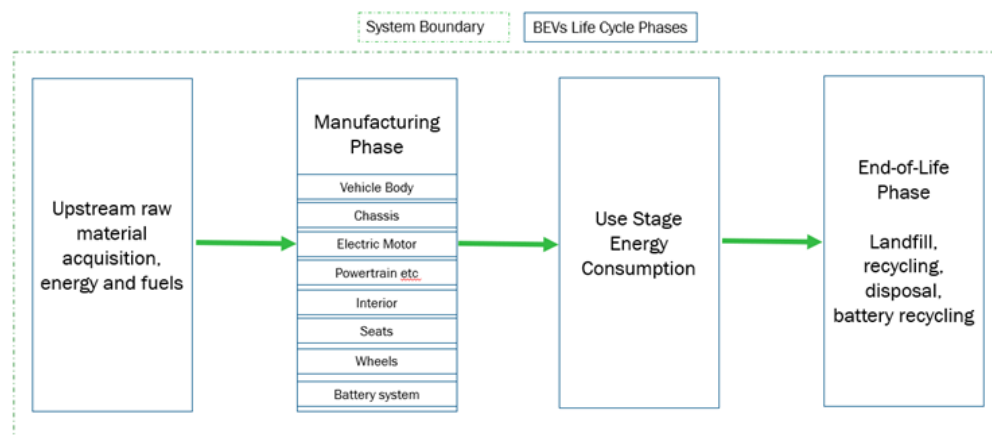 System Boundary
BEVs Life Cycle Phases
Upstream raw
material
acquisition,
energy and fuels
Manufacturing
Phase
Vehicle Body
Chassis
Electric Motor
Powertrain etc
Interior
Seats
Wheels
Battery system
Use Stage
Energy
Consumption
End-of-Life
Phase
Landfill,
recycling,
disposal,
battery recycling